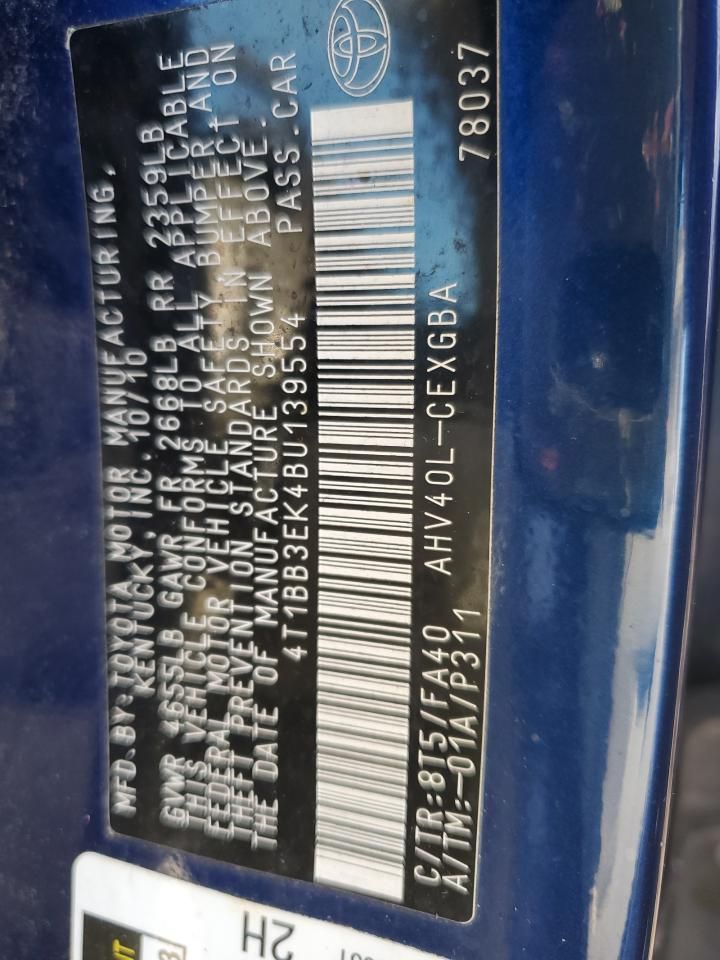 MFD.BY:TOYOTA MOTOR MANUFACTURING,
KENTUCKY,INC. 10/10
GVWR 4655LB GAWR FR 2668LB RR 2359LB
THIS VEHICLE CONFORMS TO ALL APPLICABLE
FEDERAL MOTOR VEHICLE SAFETY BUMPER AND
THEFT PREVENTION STANDARDS IN EFFECT ON
THE DATE OF MANUFACTURE SHOWN ABOVE.
4T1BB3EK4BU139554 PASS.CAR
C/TR:8T5/FA40 AHV40L-CEXGBA
A/TM:-01A/P311 78037
2H